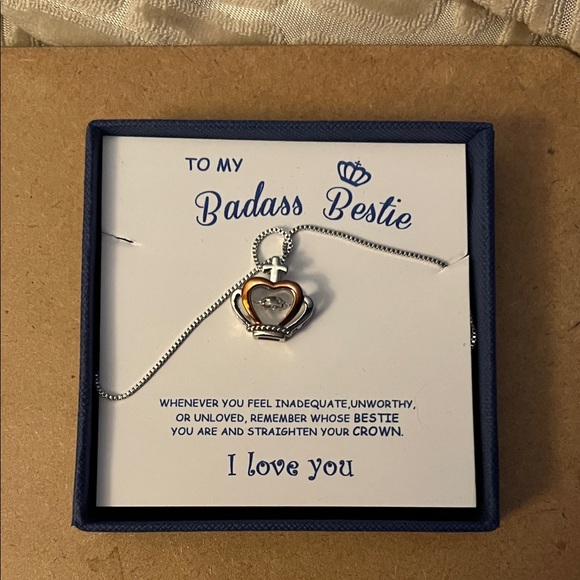 TO MY
Badass Bestie
WHENEVER YOU FEEL INADEQUATE,UNWORTHY,
OR UNLOVED, REMEMBER WHOSE BESTIE
YOU ARE AND STRAIGHTEN YOUR CROWN.
I love you